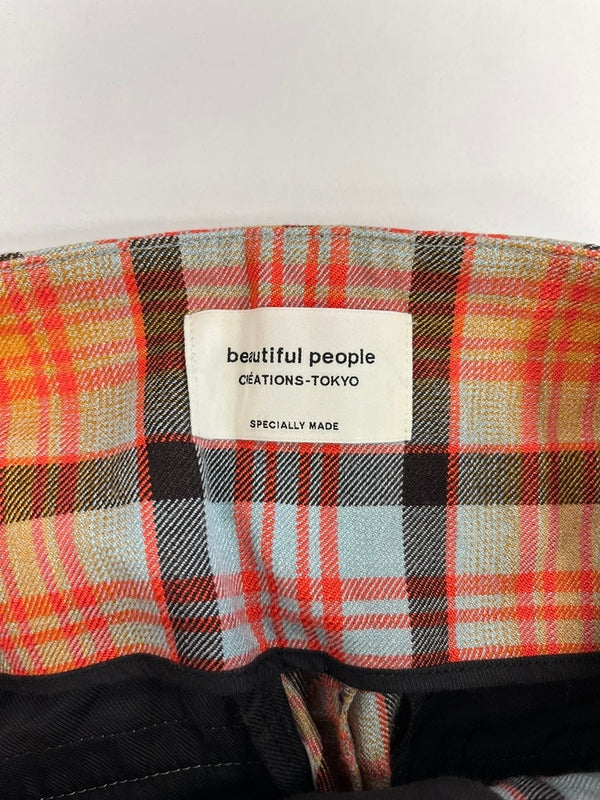 beautiful people
CRÉATIONS-TOKYO
SPECIALLY MADE